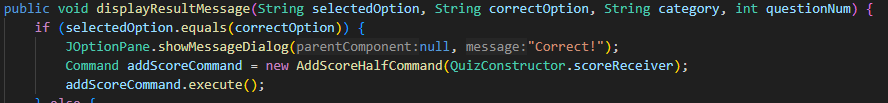 public void displayResultMessage(String selectedOption, String correctOption, String category, int questionNum) {
if (selectedOption.equals(correctOption)) {
JOptionPane.showMessageDialog(parentComponent:null, message:"Correct!");
Command addScoreCommand = new AddScoreHalfCommand(QuizConstructor.scoreReceiver);
addScoreCommand.execute();
} else {